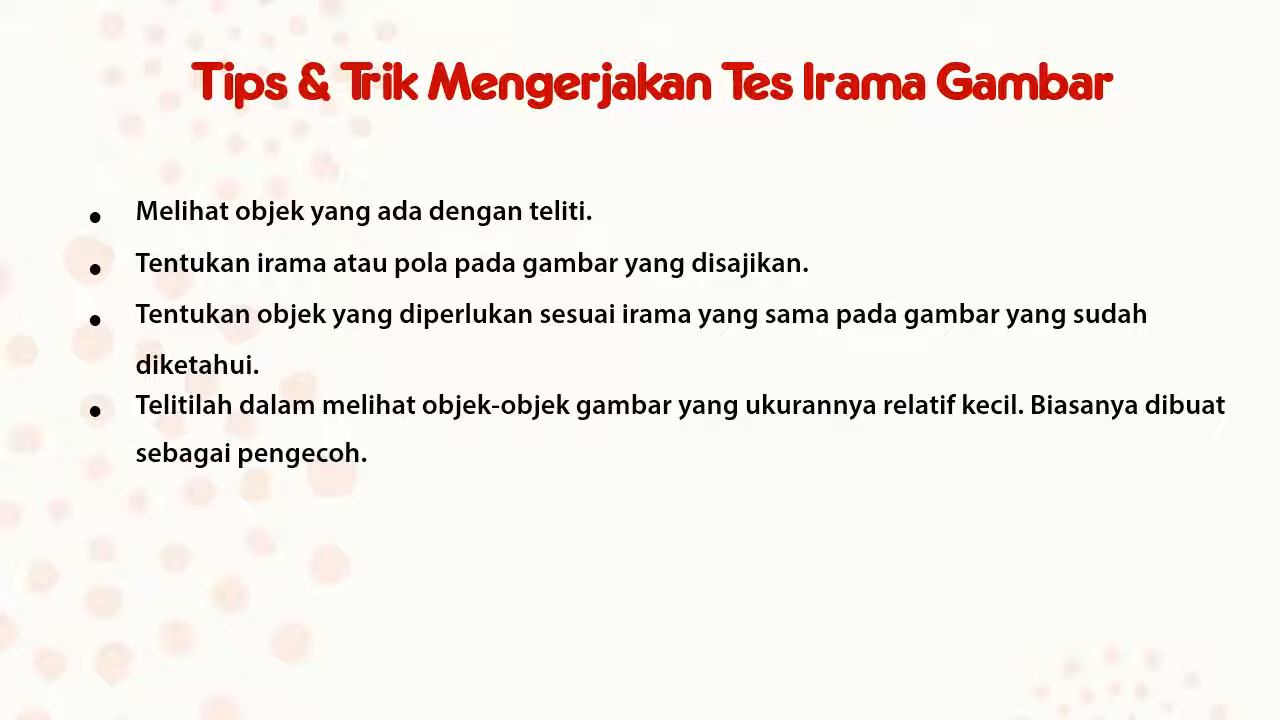 Tips & Trik Mengerjakan Tes Irama Gambar
• Melihat objek yang ada dengan teliti.
• Tentukan irama atau pola pada gambar yang disajikan.
• Tentukan objek yang diperlukan sesuai irama yang sama pada gambar yang sudah
diketahui.
• Telitilah dalam melihat objek-objek gambar yang ukurannya relatif kecil. Biasanya dibuat
sebagai pengecoh.